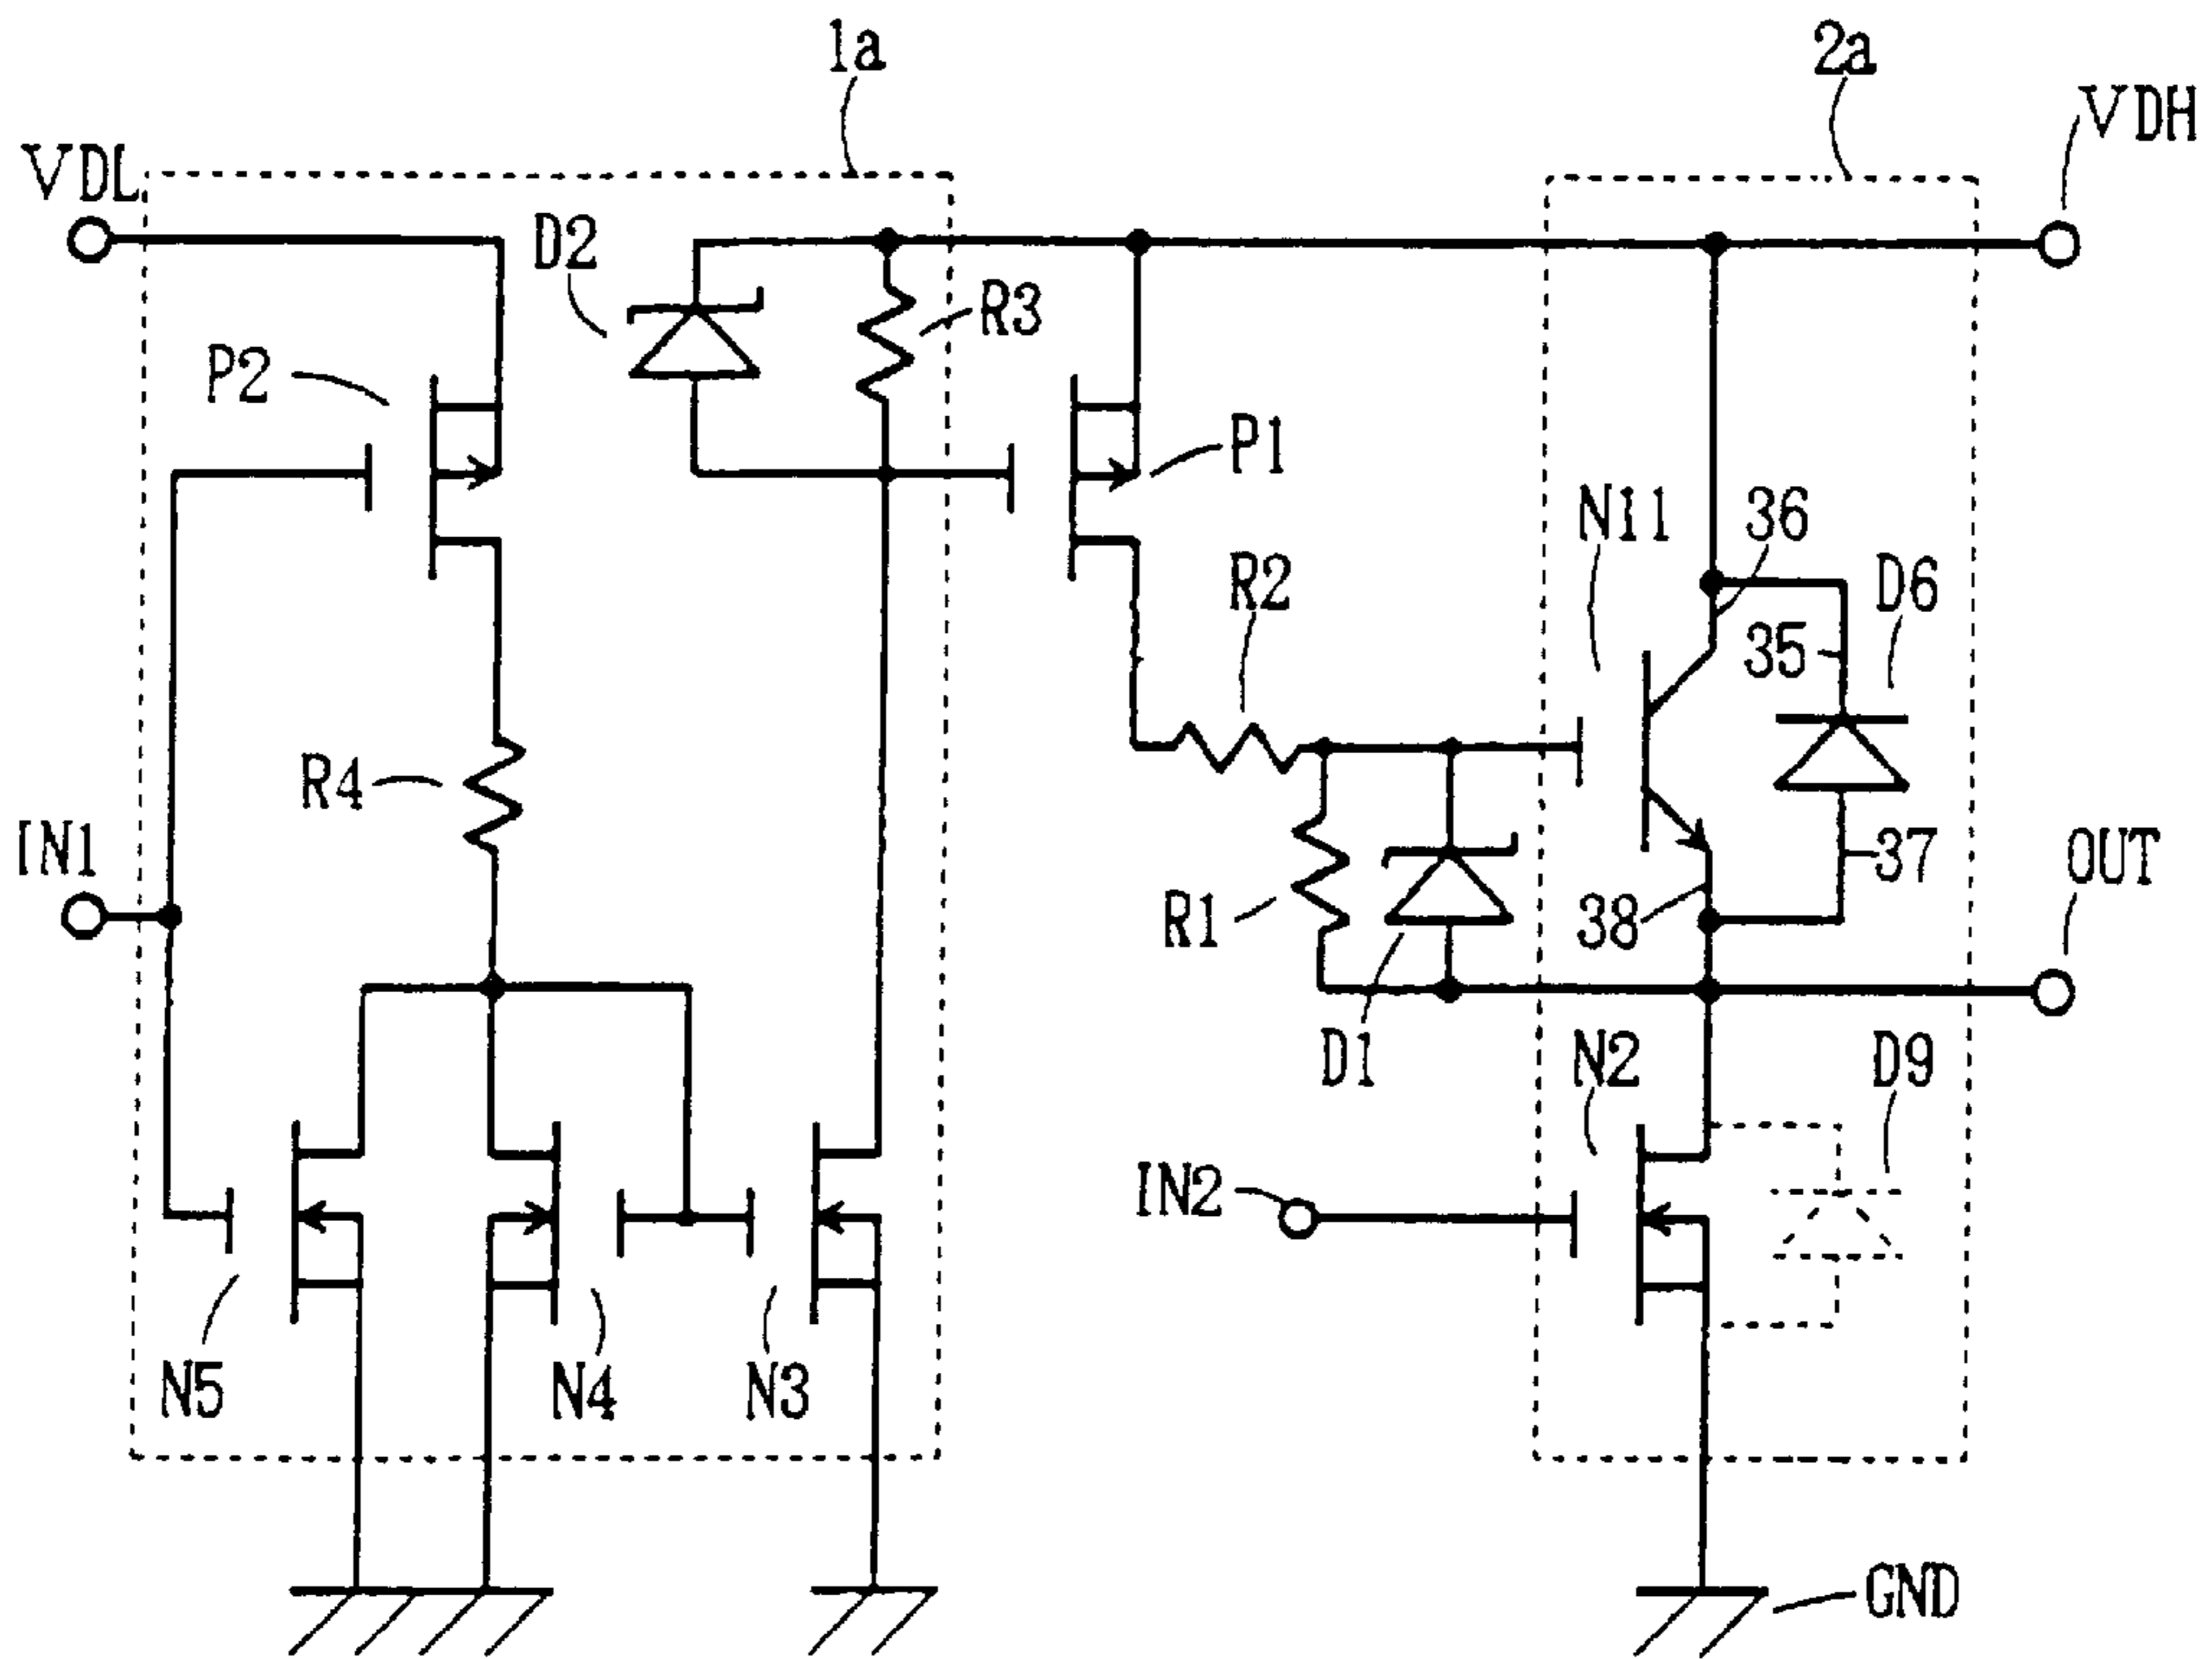 1a
2a
VDH
VDL
D2
R3
P2
P1
N11
36
D6
R2
35
R4
IN1
37
OUT
R1
38
D1
N2
D9
IN2
N5
N4
N3
GND